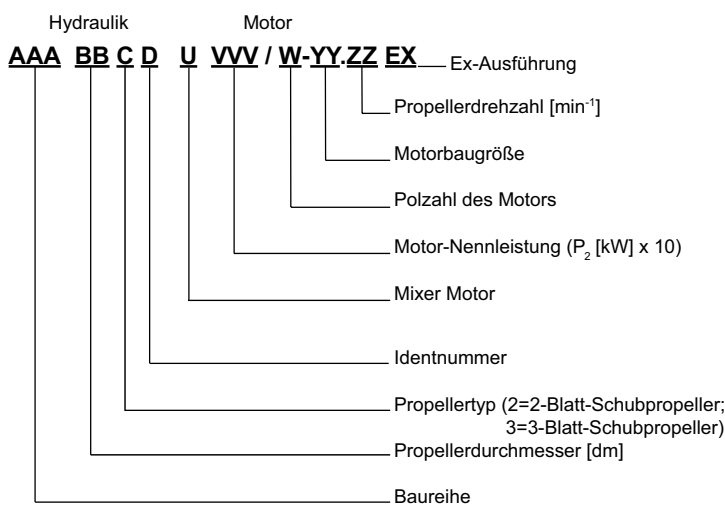 Hydraulik Motor
AAA BB C D U VVV / W-YY.ZZ EX
Ex-Ausführung
Propellerdrehzahl [min⁻¹]
Motorbaugröße
Polzahl des Motors
Motor-Nennleistung (P₂ [kW] x 10)
Mixer Motor
Identnummer
Propellertyp (2=2-Blatt-Schubpropeller;
3=3-Blatt-Schubpropeller)
Propellerdurchmesser [dm]
Baureihe